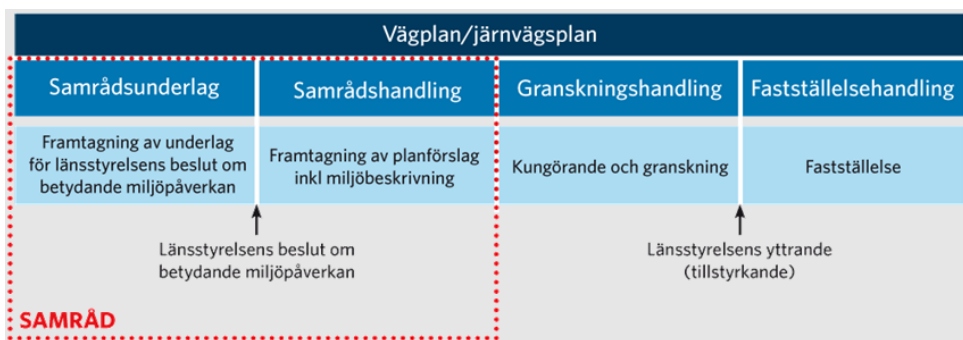 Vägplan/järnvägsplan
Samrådsunderlag
Samrådshandling
Granskningshandling
Fastställelsehandling
Framtagning av underlag
för länsstyrelsens beslut om
betydande miljöpåverkan
Framtagning av planförslag
inkl miljöbeskrivning
Kungörande och granskning
Fastställelse
Länsstyrelsens beslut om
betydande miljöpåverkan
Länsstyrelsens yttrande
(tillstyrkande)
SAMRÅD